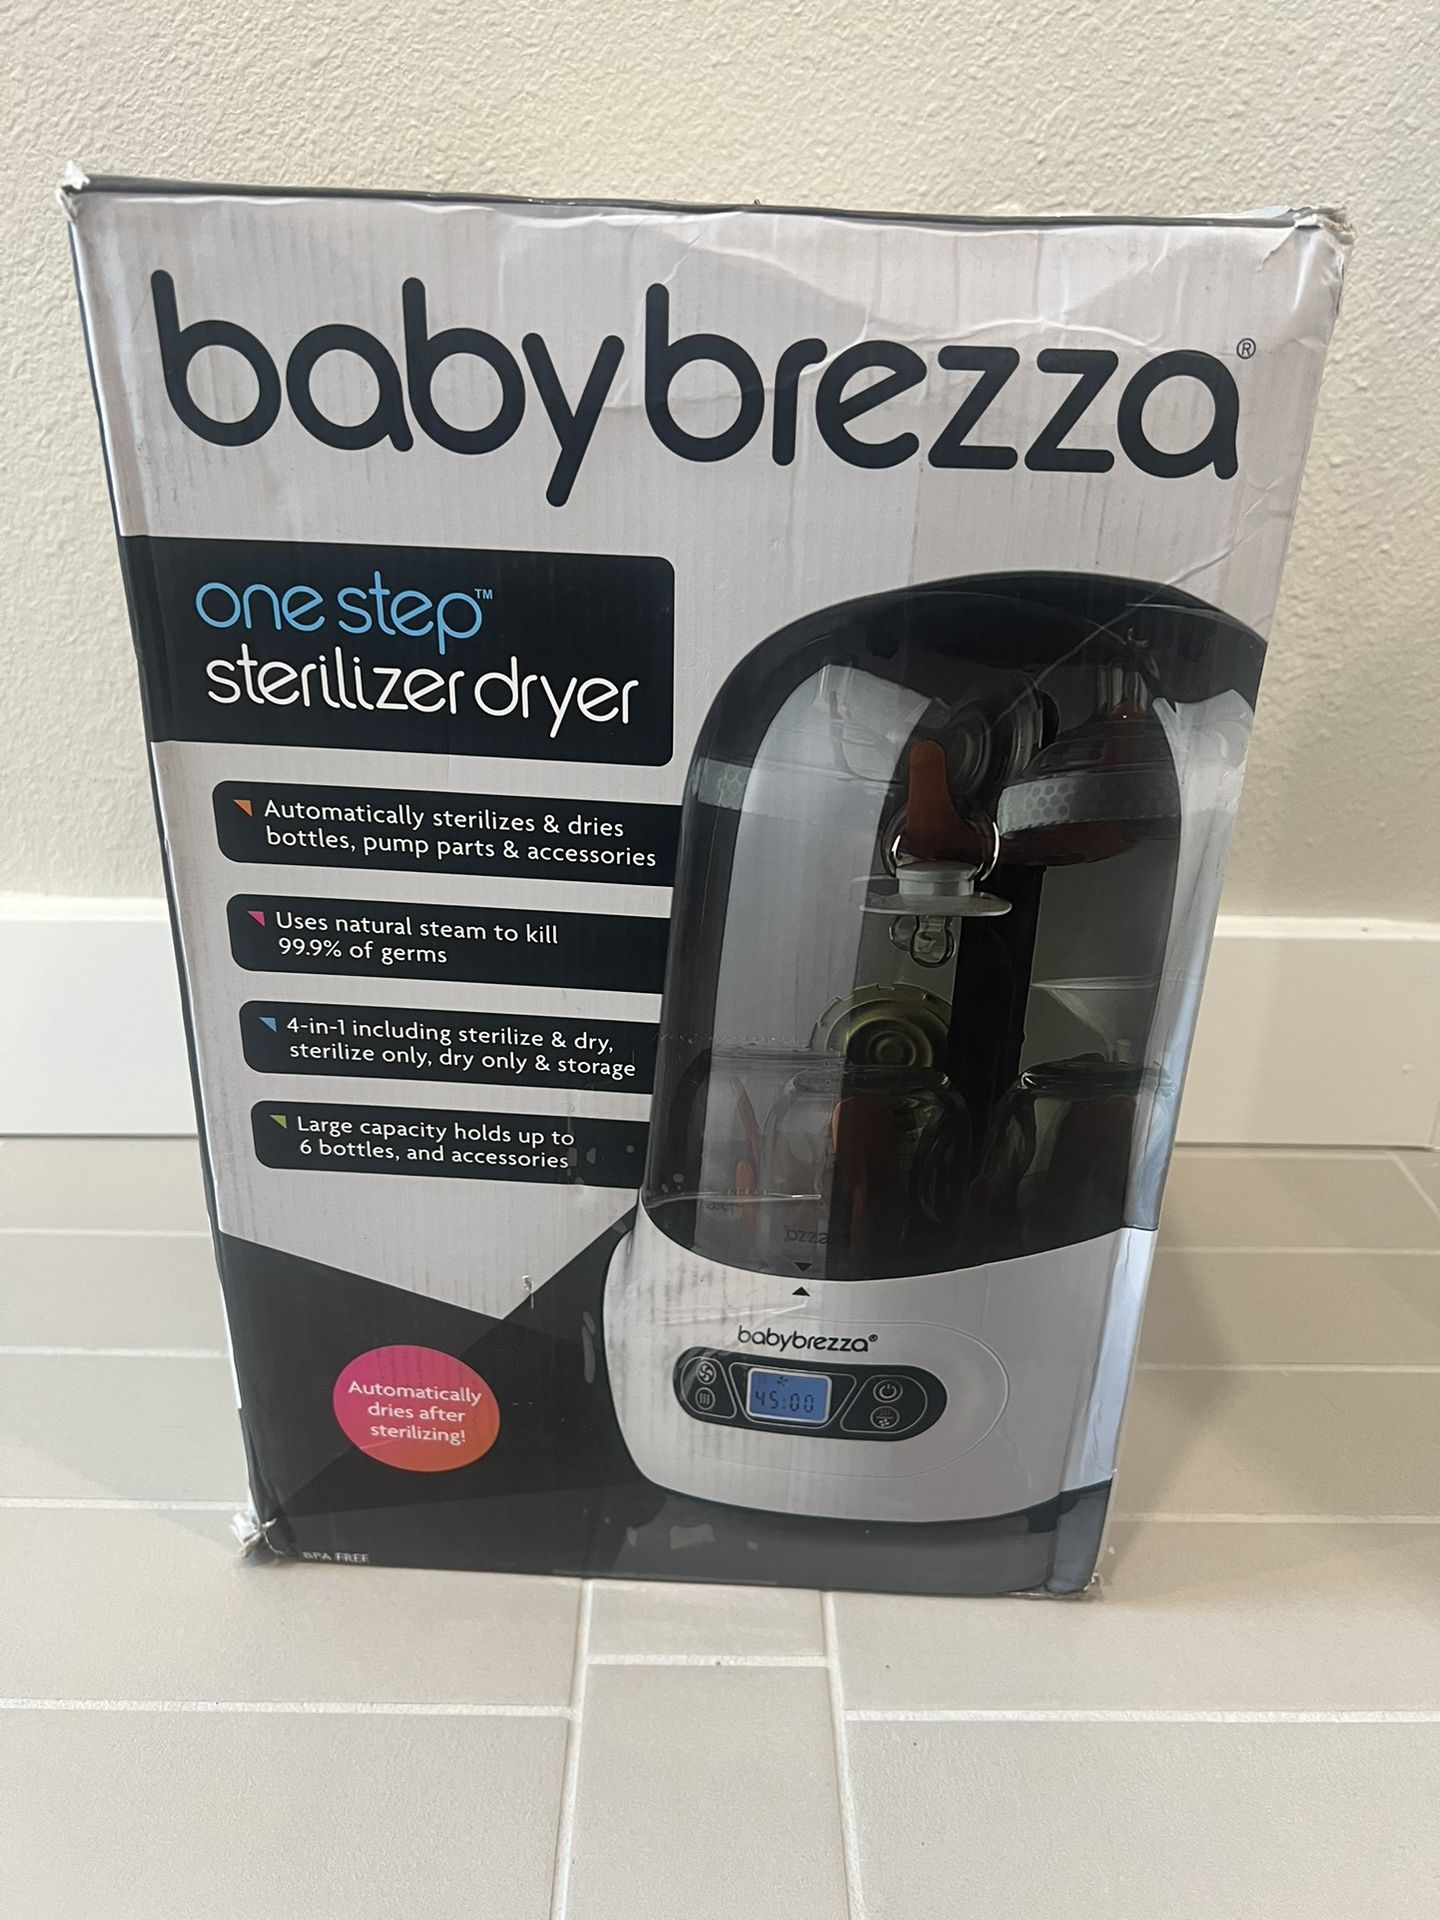 babybrezza®
one step™
sterilizer dryer
Automatically sterilizes & dries
bottles, pump parts & accessories
Uses natural steam to kill
99.9% of germs
4-in-1 including sterilize & dry,
sterilize only, dry only & storage
Large capacity holds up to
6 bottles, and accessories
babybrezza®
45:00
Automatically
dries after
sterilizing!
BPA FREE